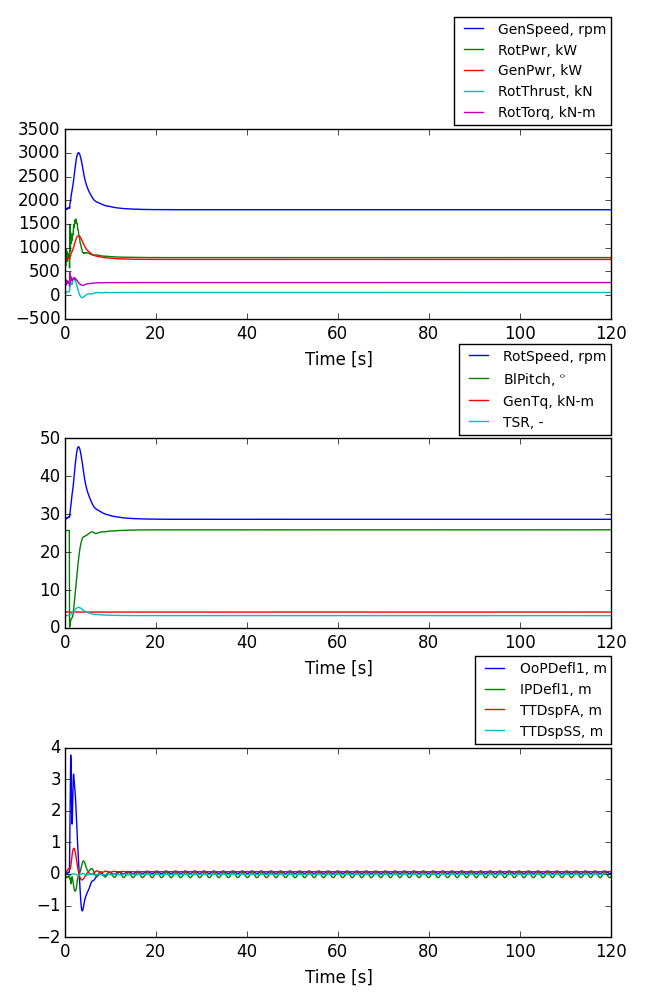 GenSpeed, rpm
RotPwr, kW
GenPwr, kW
RotThrust, kN
RotTorq, kN-m
3500
3000
2500
2000
1500
1000
500
0
−500
0 20 40 60 80 100 120
Time [s]
RotSpeed, rpm
BlPitch, °
GenTq, kN-m
TSR, -
50
40
30
20
10
0
0 20 40 60 80 100 120
Time [s]
OoPDefl1, m
IPDefl1, m
TTDspFA, m
TTDspSS, m
4
3
2
1
0
−1
−2
0 20 40 60 80 100 120
Time [s]